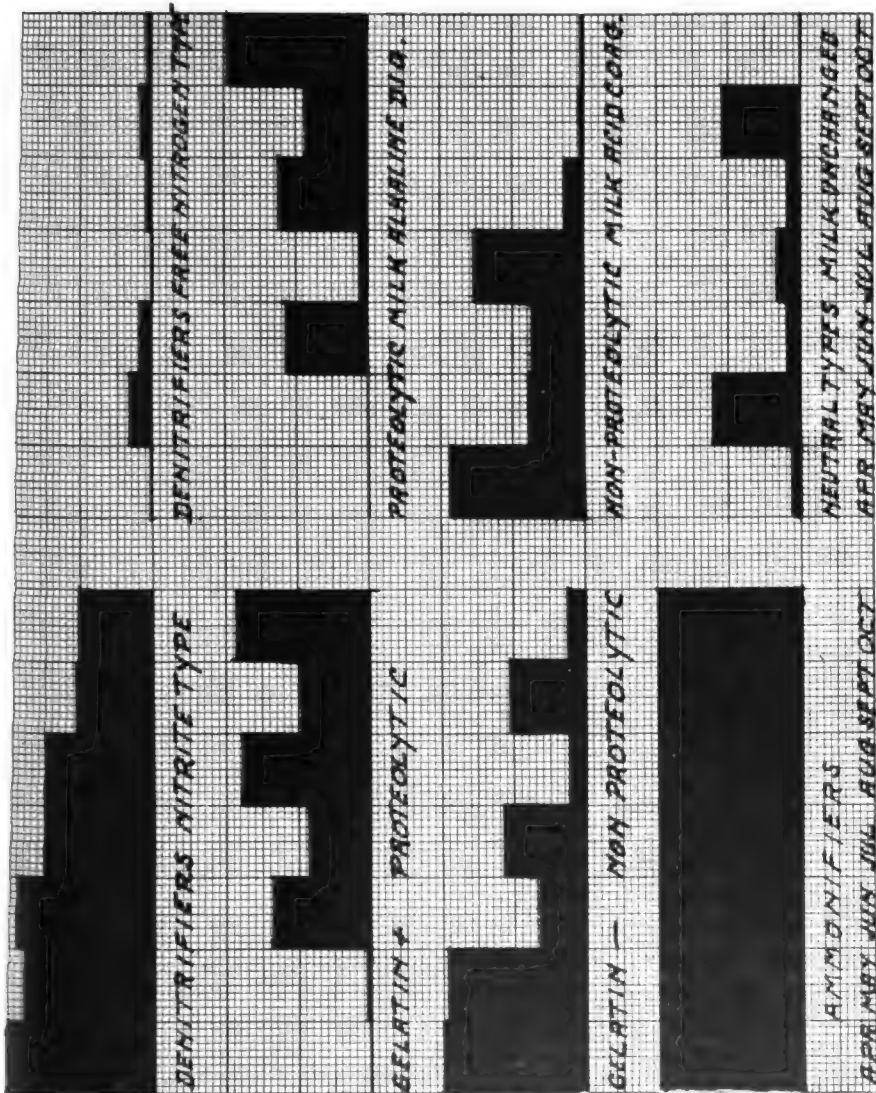 DENITRIFIERS NITRITE TYPE
GELATIN + PROTEOLYTIC
GELATIN — NON PROTEOLYTIC
AMMONIFIERS
APR MAY JUN JUL AUG SEPT OCT
DENITRIFIERS FREE NITROGEN TYPE
PROTEOLYTIC MILK ALKALINE DIG.
NON-PROTEOLYTIC MILK ACID COAG.
NEUTRAL TYPES MILK UNCHANGED
APR MAY JUN JUL AUG SEPT OCT